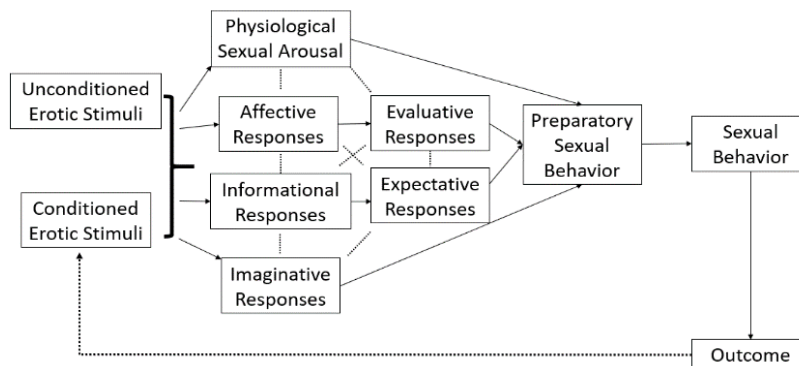 Physiological
Sexual Arousal
Unconditioned
Erotic Stimuli
Affective
Responses
Evaluative
Responses
Preparatory
Sexual
Behavior
Sexual
Behavior
Conditioned
Erotic Stimuli
Informational
Responses
Expectative
Responses
Imaginative
Responses
Outcome